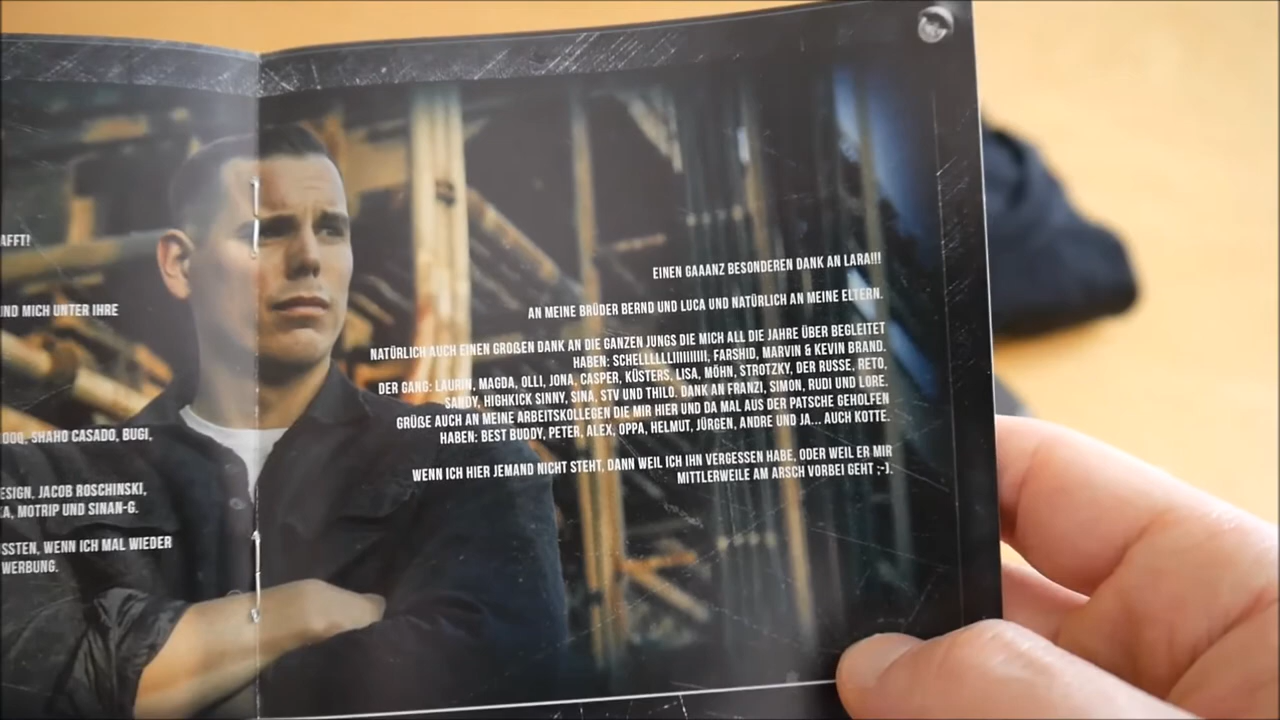 AFFT!
UND MICH UNTER IHRE
OOQ, SHAHO CASADO, BUGI,
ESIGN, JACOB ROSCHINSKI,
KA, MOTRIP UND SINAN-G.
SSTEN, WENN ICH MAL WIEDER
WERBUNG.
EINEN GAAANZ BESONDEREN DANK AN LARA!!!
AN MEINE BRÜDER BERND UND LUCA UND NATÜRLICH AN MEINE ELTERN.
NATÜRLICH AUCH EINEN GROßEN DANK AN DIE GANZEN JUNGS DIE MICH ALL DIE JAHRE ÜBER BEGLEITET
HABEN: SCHELLLLLLIIIIIIIIII, FARSHID, MARVIN & KEVIN BRAND.
DER GANG: LAURIN, MAGDA, OLLI, JONA, CASPER, KÜSTERS, LISA, MÖHN, STROTZKY, DER RUSSE, RETO,
SANDY, HIGHKICK SINNY, SINA, STV UND THILO. DANK AN FRANZI, SIMON, RUDI UND LORE.
GRÜßE AUCH AN MEINE ARBEITSKOLLEGEN DIE MIR HIER UND DA MAL AUS DER PATSCHE GEHOLFEN
HABEN: BEST BUDDY, PETER, ALEX, OPPA, HELMUT, JÜRGEN, ANDRE UND JA... AUCH KOTTE.
WENN ICH HIER JEMAND NICHT STEHT, DANN WEIL ICH IHN VERGESSEN HABE, ODER WEIL ER MIR
MITTLERWEILE AM ARSCH VORBEI GEHT ;-).